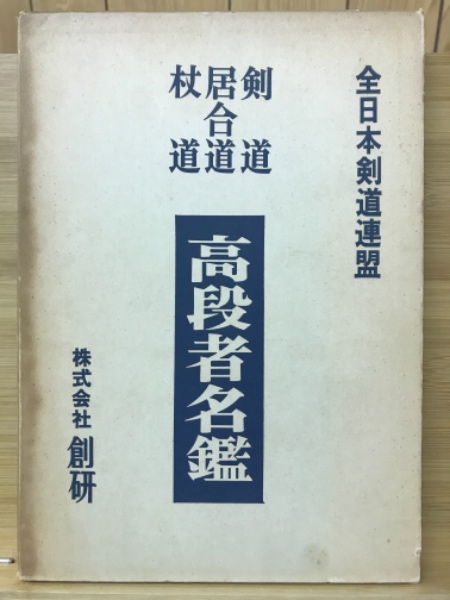 全日本剣道連盟
剣道
居合道
杖道
高段者名鑑
株式会社 創研